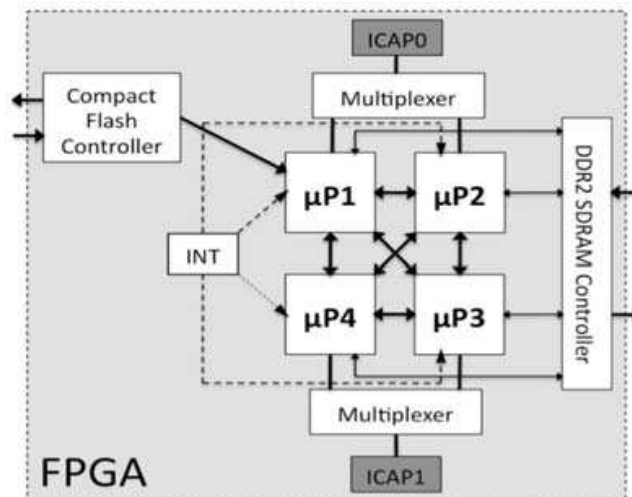 ICAP0
Compact
Flash
Controller
Multiplexer
μP1
μP2
DDR2 SDRAM Controller
INT
μP4
μP3
Multiplexer
FPGA
ICAP1